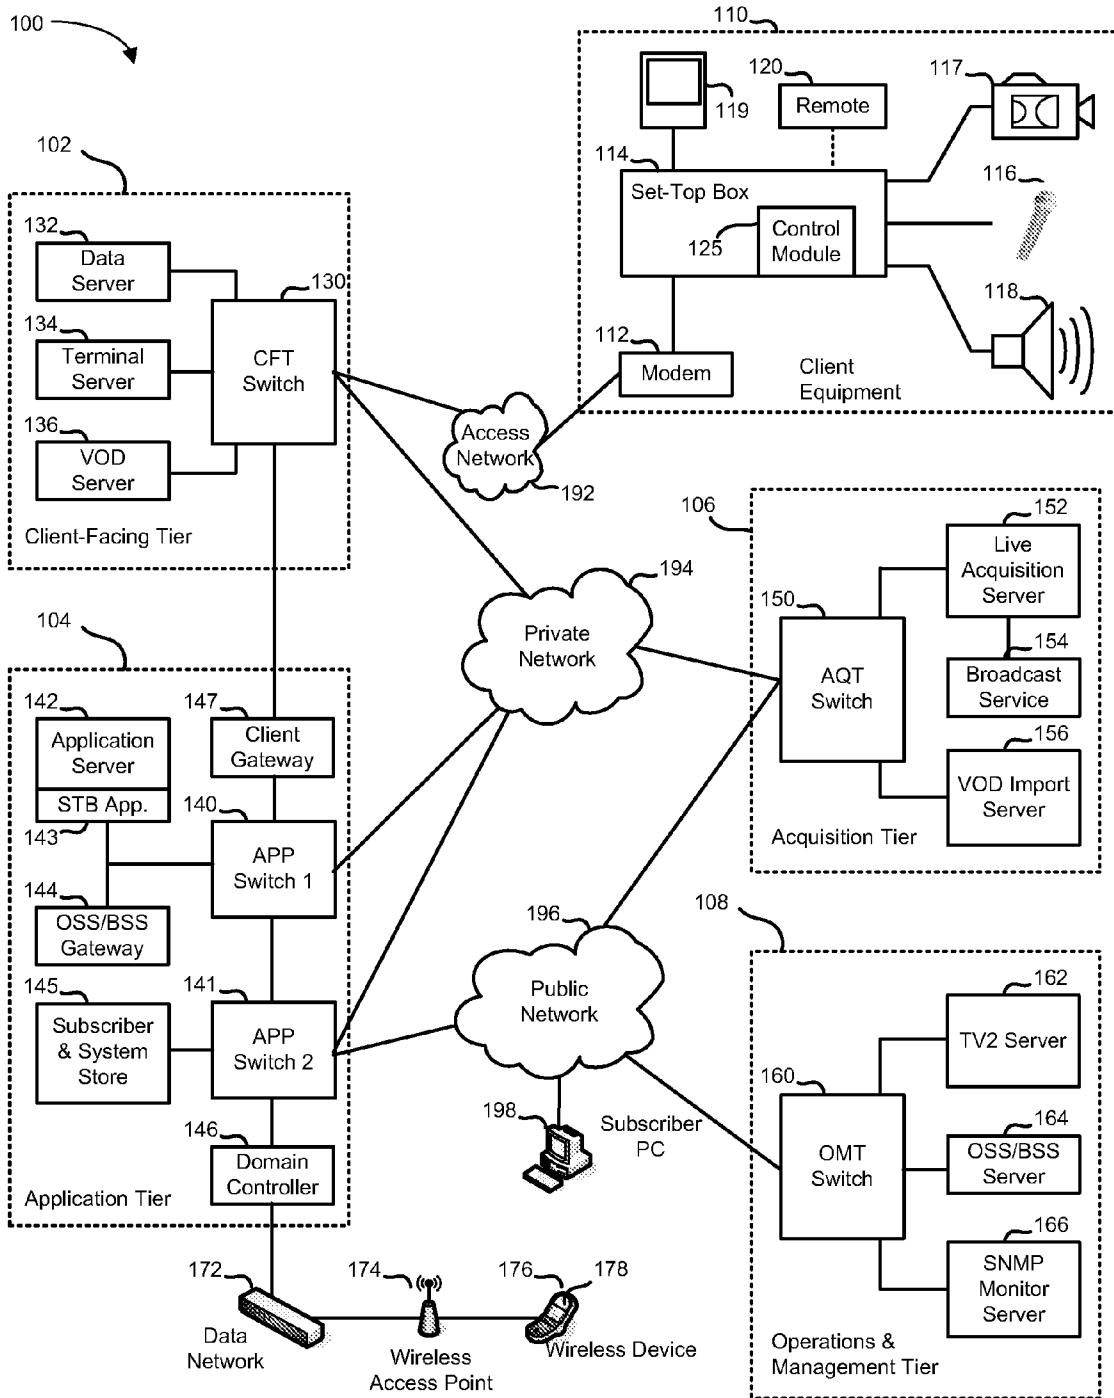 100
110
120
117
Remote
119
102
114
116
Set-Top Box
132
125
Control
Module
Data
Server
130
118
134
112
Terminal
Server
CFT
Switch
Modem
Client
Equipment
136
Access
Network
VOD
Server
192
152
106
Client-Facing Tier
Live
Acquisition
Server
194
150
104
Private
Network
154
AQT
Switch
Broadcast
Service
142
147
Application
Server
Client
Gateway
156
STB App.
140
VOD Import
Server
143
Acquisition Tier
APP
Switch 1
144
108
OSS/BSS
Gateway
196
145
141
Public
Network
162
Subscriber
& System
Store
APP
Switch 2
TV2 Server
160
198
Subscriber
PC
146
164
Domain
Controller
OMT
Switch
OSS/BSS
Server
Application Tier
166
172
174
176
178
SNMP
Monitor
Server
Data
Network
Wireless
Access Point
Wireless Device
Operations &
Management Tier